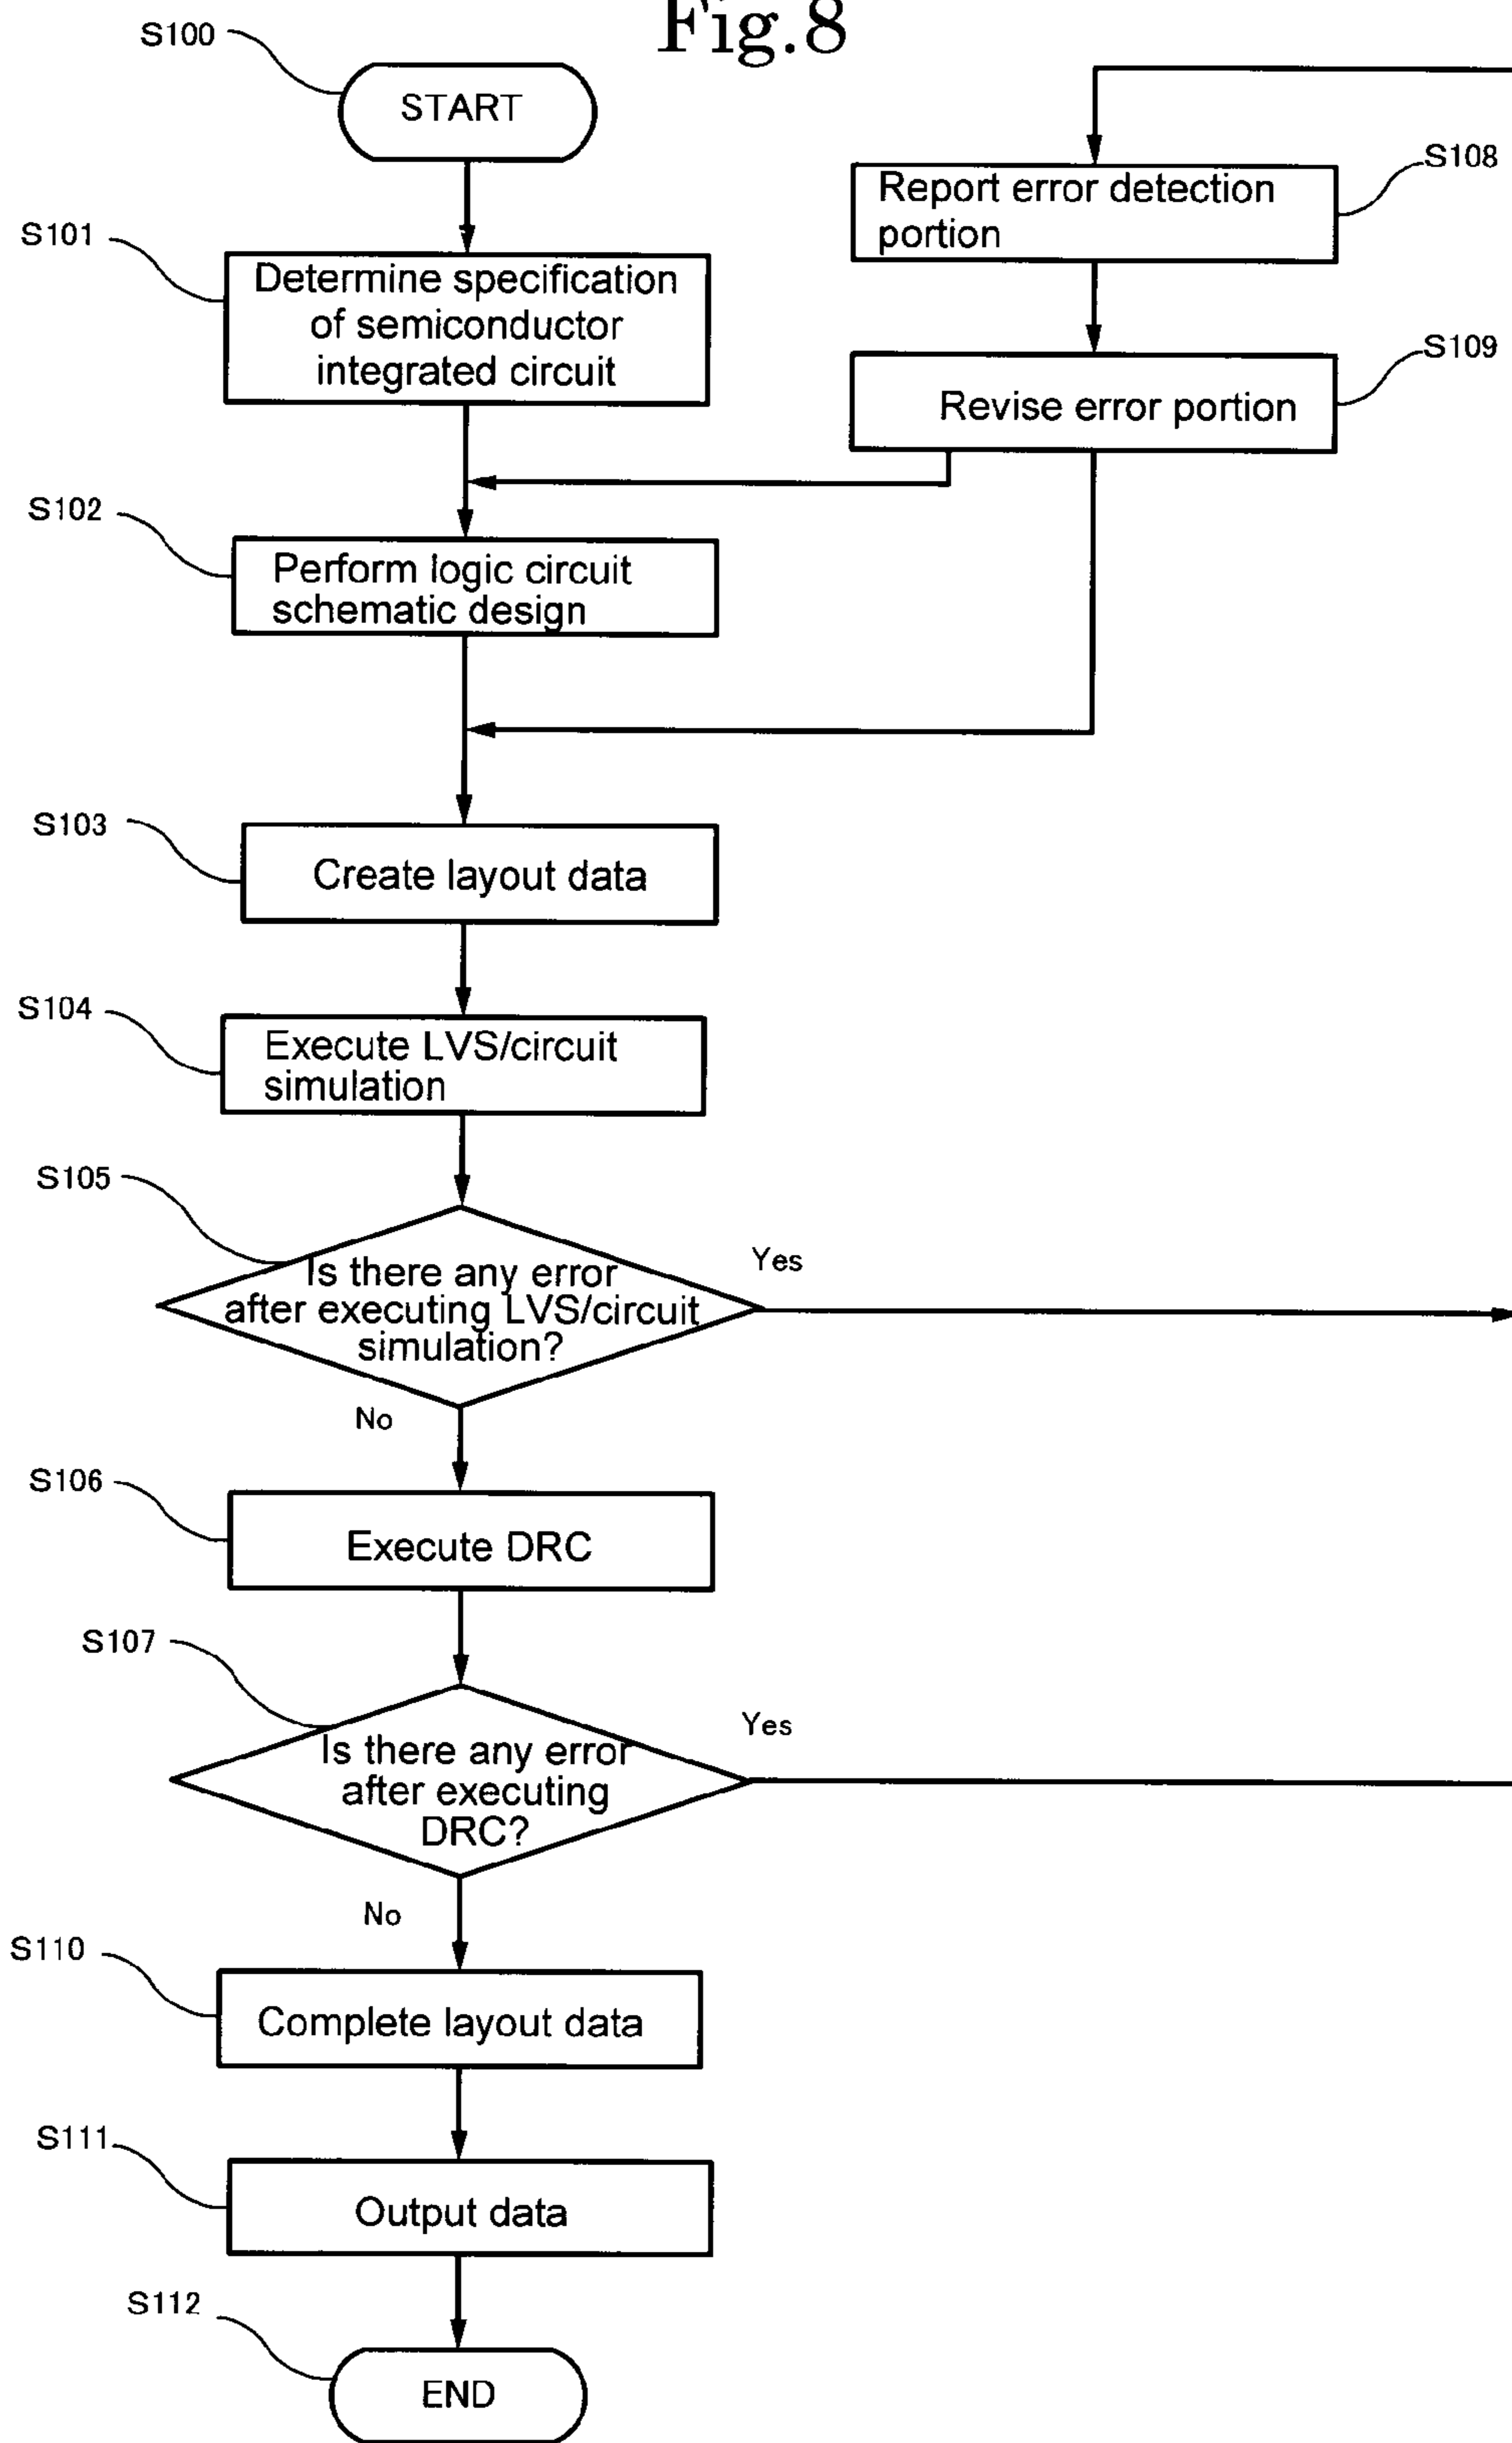 Fig.8
S100
START
S101
Determine specification
of semiconductor
integrated circuit
S108
Report error detection
portion
S109
Revise error portion
S102
Perform logic circuit
schematic design
S103
Create layout data
S104
Execute LVS/circuit
simulation
S105
Is there any error
after executing LVS/circuit
simulation?
Yes
No
S106
Execute DRC
S107
Is there any error
after executing
DRC?
Yes
No
S110
Complete layout data
S111
Output data
S112
END